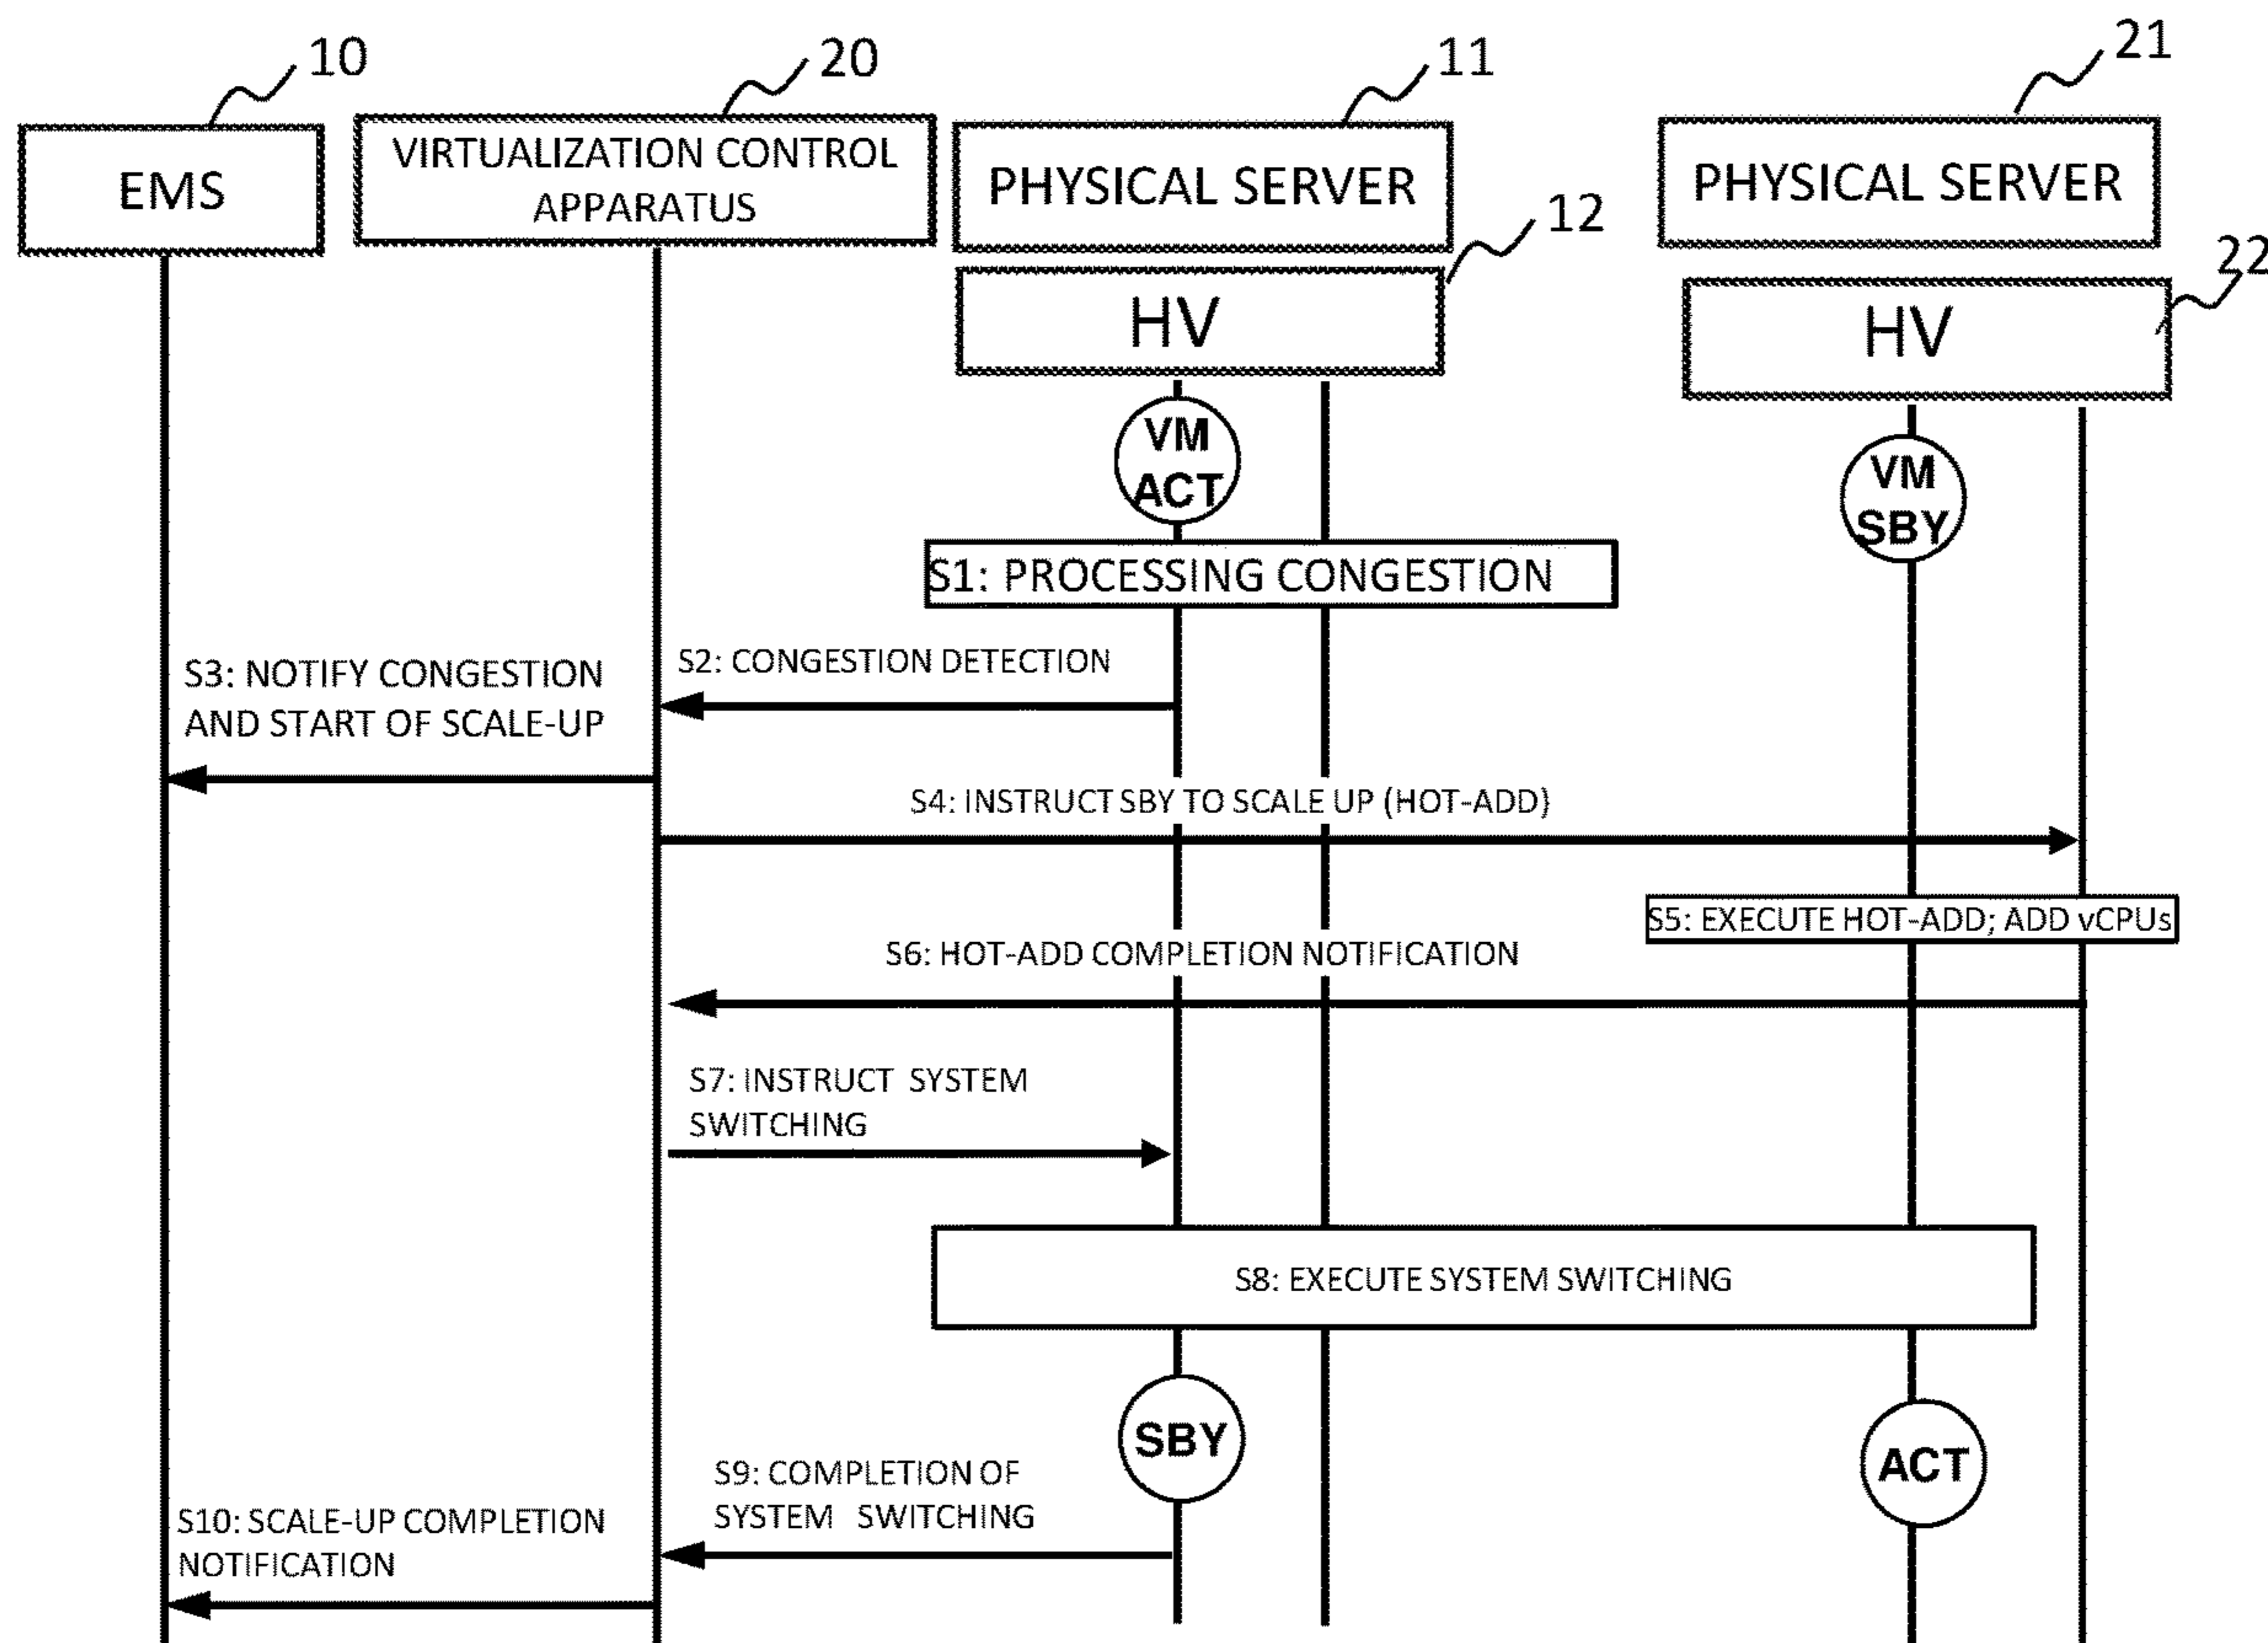 10
20
11
21
EMS
VIRTUALIZATION CONTROL
APPARATUS
PHYSICAL SERVER
PHYSICAL SERVER
12
22
HV
HV
VM
ACT
VM
SBY
S1: PROCESSING CONGESTION
S2: CONGESTION DETECTION
S3: NOTIFY CONGESTION
AND START OF SCALE-UP
S4: INSTRUCT SBY TO SCALE UP (HOT-ADD)
S5: EXECUTE HOT-ADD; ADD vCPUs
S6: HOT-ADD COMPLETION NOTIFICATION
S7: INSTRUCT SYSTEM
SWITCHING
S8: EXECUTE SYSTEM SWITCHING
SBY
ACT
S9: COMPLETION OF
SYSTEM SWITCHING
S10: SCALE-UP COMPLETION
NOTIFICATION